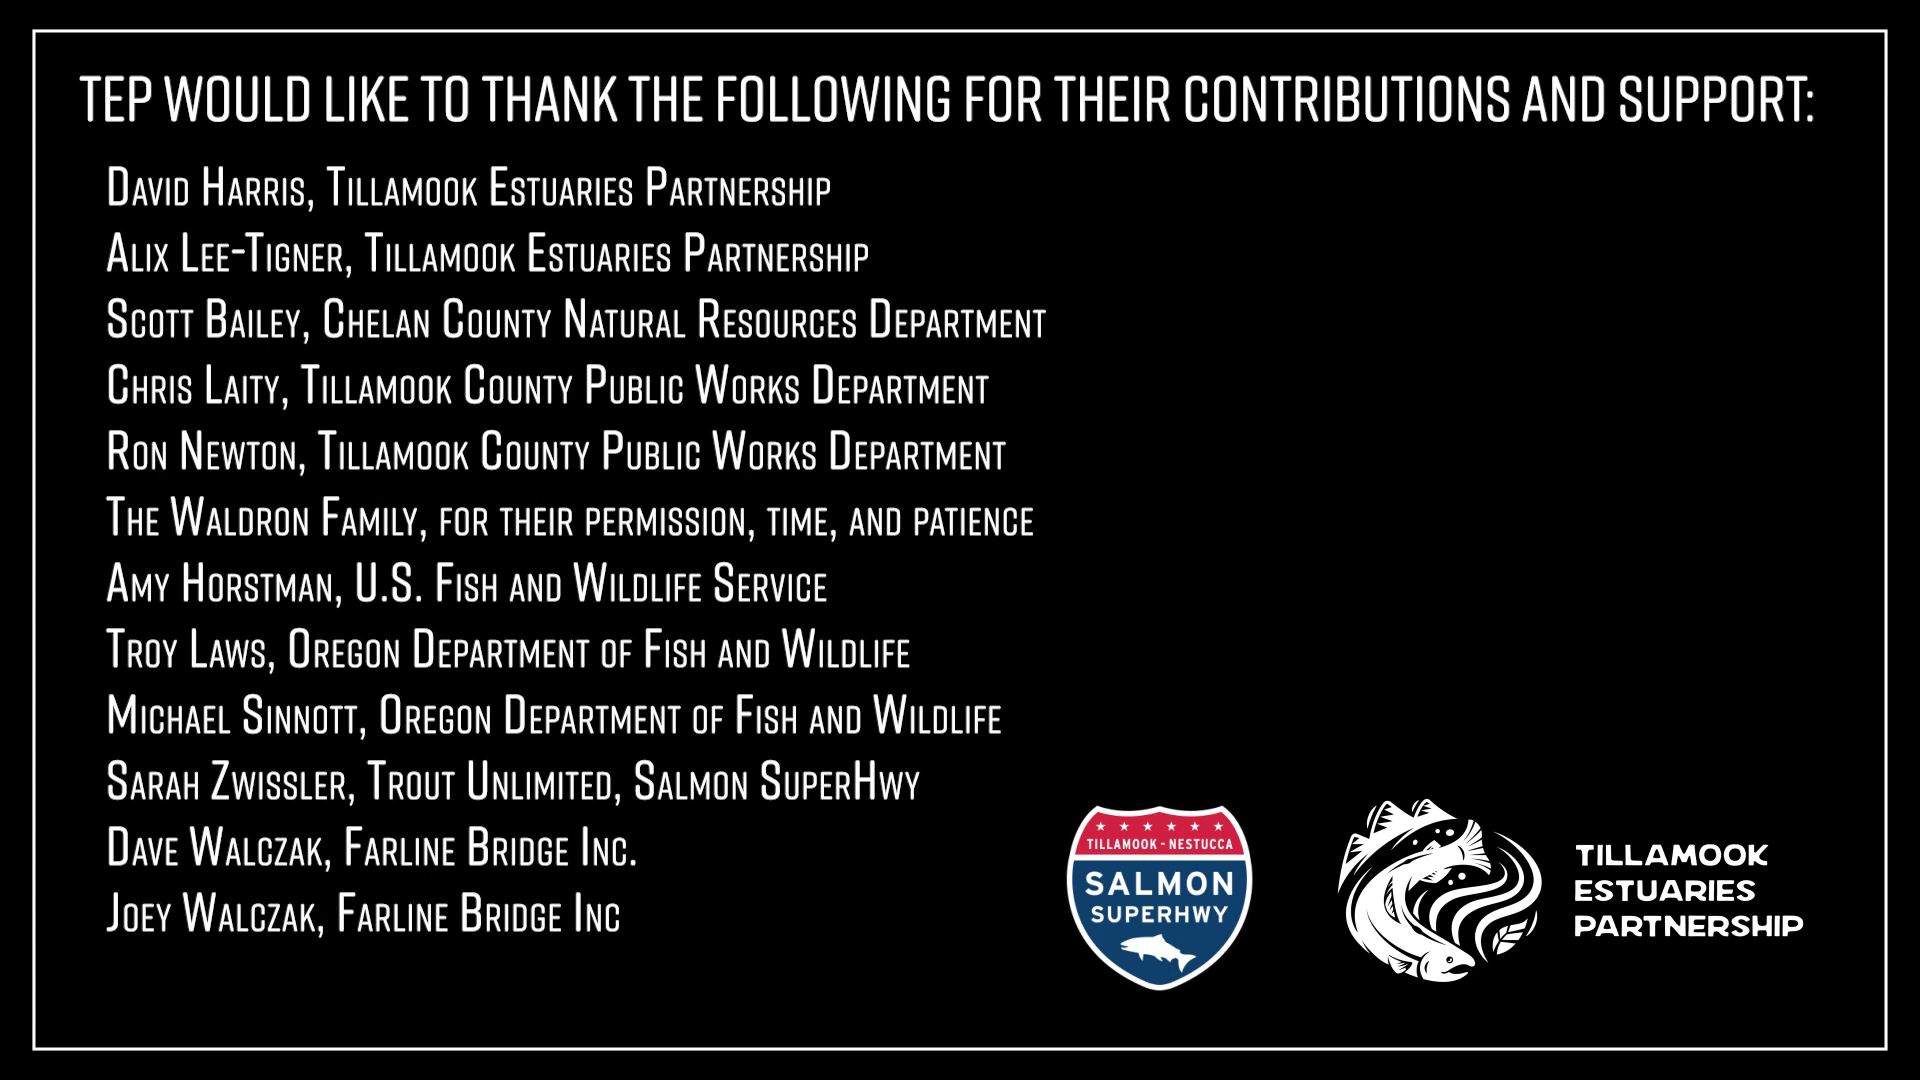 TEP WOULD LIKE TO THANK THE FOLLOWING FOR THEIR CONTRIBUTIONS AND SUPPORT:
David Harris, Tillamook Estuaries Partnership
Alix Lee-Tigner, Tillamook Estuaries Partnership
Scott Bailey, Chelan County Natural Resources Department
Chris Laity, Tillamook County Public Works Department
Ron Newton, Tillamook County Public Works Department
The Waldron Family, for their permission, time, and patience
Amy Horstman, U.S. Fish and Wildlife Service
Troy Laws, Oregon Department of Fish and Wildlife
Michael Sinnott, Oregon Department of Fish and Wildlife
Sarah Zwissler, Trout Unlimited, Salmon SuperHwy
Dave Walczak, Farline Bridge Inc.
Joey Walczak, Farline Bridge Inc
TILLAMOOK - NESTUCCA
SALMON
SUPERHWY
TILLAMOOK
ESTUARIES
PARTNERSHIP